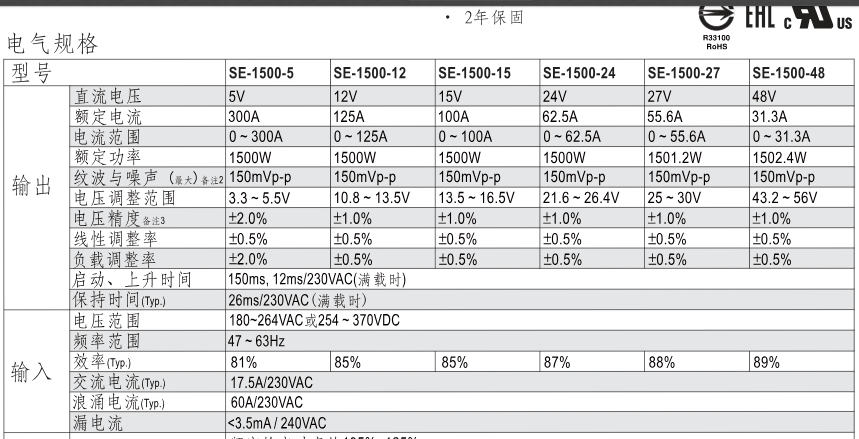 · 2年保固
EAC c US
R33100
RoHS
电气规格
型号 SE-1500-5 SE-1500-12 SE-1500-15 SE-1500-24 SE-1500-27 SE-1500-48
输出
直流电压 5V 12V 15V 24V 27V 48V
额定电流 300A 125A 100A 62.5A 55.6A 31.3A
电流范围 0 ~ 300A 0 ~ 125A 0 ~ 100A 0 ~ 62.5A 0 ~ 55.6A 0 ~ 31.3A
额定功率 1500W 1500W 1500W 1500W 1501.2W 1502.4W
纹波与噪声 (最大) 备注2 150mVp-p 150mVp-p 150mVp-p 150mVp-p 150mVp-p 150mVp-p
电压调整范围 3.3 ~ 5.5V 10.8 ~ 13.5V 13.5 ~ 16.5V 21.6 ~ 26.4V 25 ~ 30V 43.2 ~ 56V
电压精度 备注3 ±2.0% ±1.0% ±1.0% ±1.0% ±1.0% ±1.0%
线性调整率 ±0.5% ±0.5% ±0.5% ±0.5% ±0.5% ±0.5%
负载调整率 ±2.0% ±0.5% ±0.5% ±0.5% ±0.5% ±0.5%
启动、上升时间 150ms, 12ms/230VAC(满载时)
保持时间(Typ.) 26ms/230VAC(满载时)
输入
电压范围 180~264VAC或254 ~ 370VDC
频率范围 47 ~ 63Hz
效率(Typ.) 81% 85% 85% 87% 88% 89%
交流电流(Typ.) 17.5A/230VAC
浪涌电流(Typ.) 60A/230VAC
漏电流 <3.5mA / 240VAC